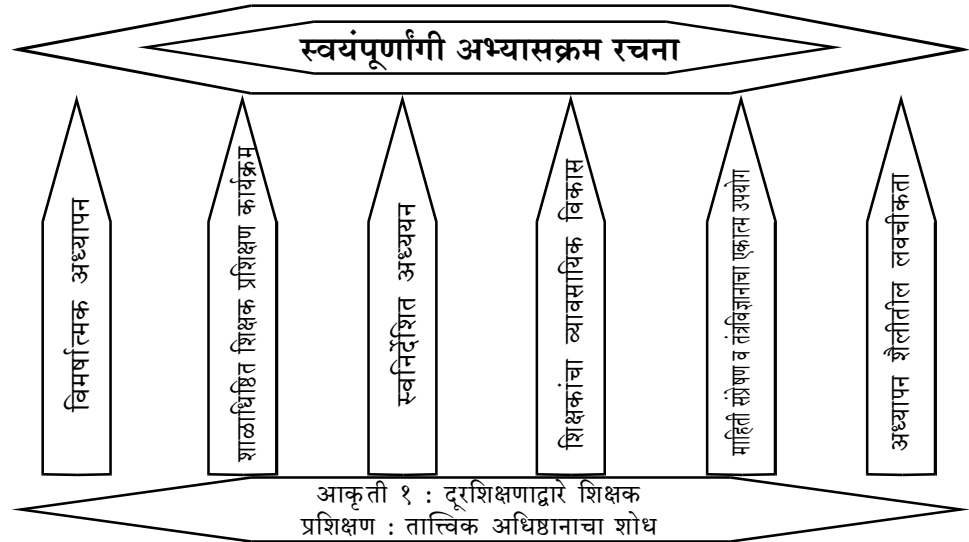 स्वयंपूर्णांगी अभ्यासक्रम रचना
विमर्षात्मक अध्यापन
शाळाधिष्ठित शिक्षक प्रशिक्षण कार्यक्रम
स्वनिर्देशित अध्ययन
शिक्षकांचा व्यावसायिक विकास
माहिती संप्रेषण व तंत्रविज्ञानाचा एकात्म उपयोग
अध्यापन शैलीतील लवचीकता
आकृती १ : दूरशिक्षणाद्वारे शिक्षक
प्रशिक्षण : तात्त्विक अधिष्ठानाचा शोध